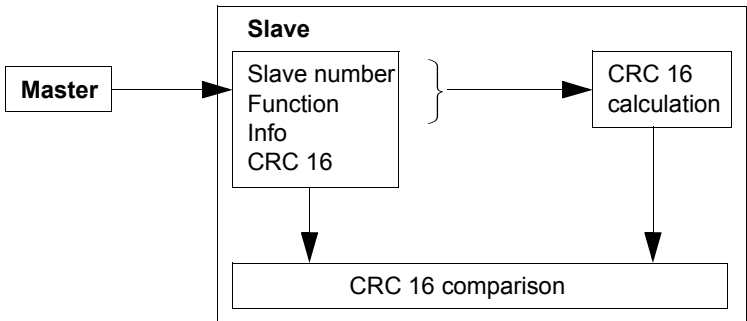 Slave
Master
Slave number
Function
Info
CRC 16
CRC 16
calculation
CRC 16 comparison